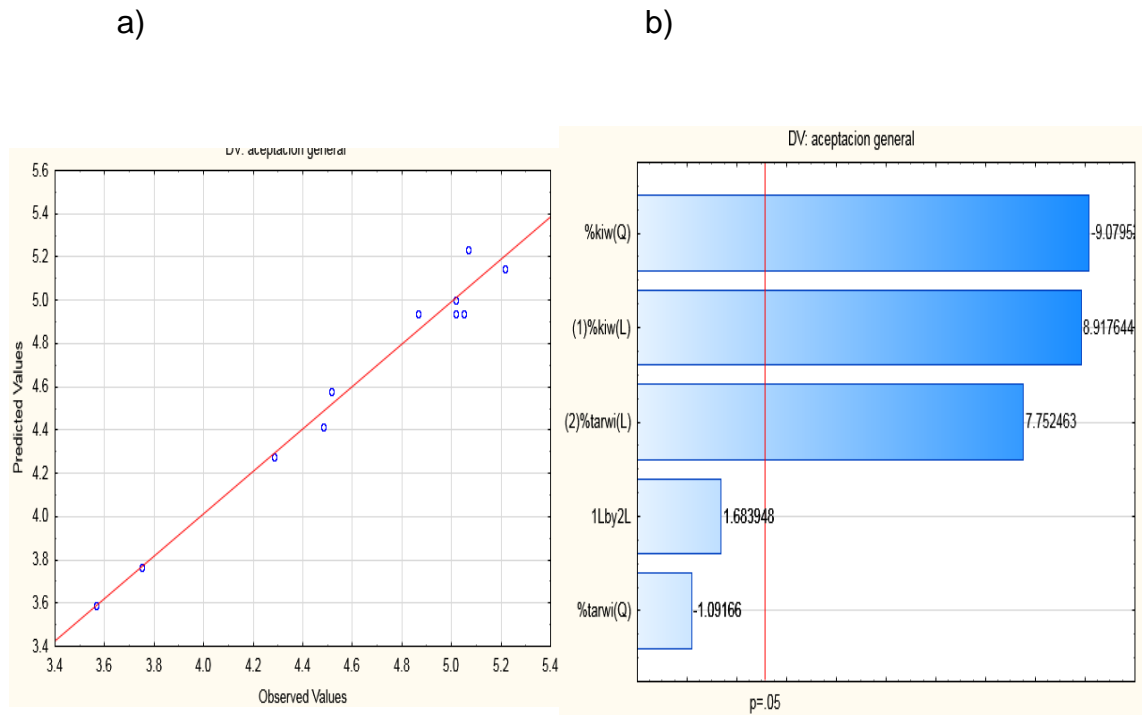 a)
b)
DV: aceptacion general
5.6
5.4
5.2
5.0
4.8
4.6
4.4
4.2
4.0
3.8
3.6
3.4
3.4 3.6 3.8 4.0 4.2 4.4 4.6 4.8 5.0 5.2 5.4
Predicted Values
Observed Values
DV: aceptacion general
%kiw(Q)
-9.0795
(1)%kiw(L)
8.917644
(2)%tarwi(L)
7.752463
1Lby2L
1.683948
%tarwi(Q)
-1.09166
p=.05